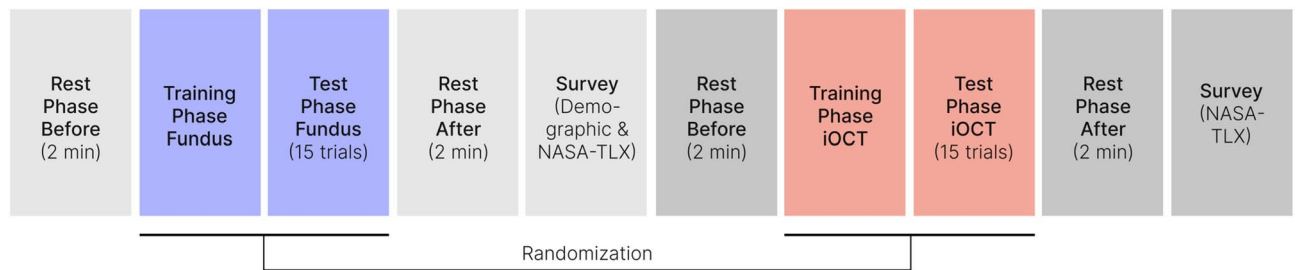 Rest
Phase
Before
(2 min)
Training
Phase
Fundus
Test
Phase
Fundus
(15 trials)
Rest
Phase
After
(2 min)
Survey
(Demo-
graphic &
NASA-TLX)
Rest
Phase
Before
(2 min)
Training
Phase
iOCT
Test
Phase
iOCT
(15 trials)
Rest
Phase
After
(2 min)
Survey
(NASA-
TLX)
Randomization